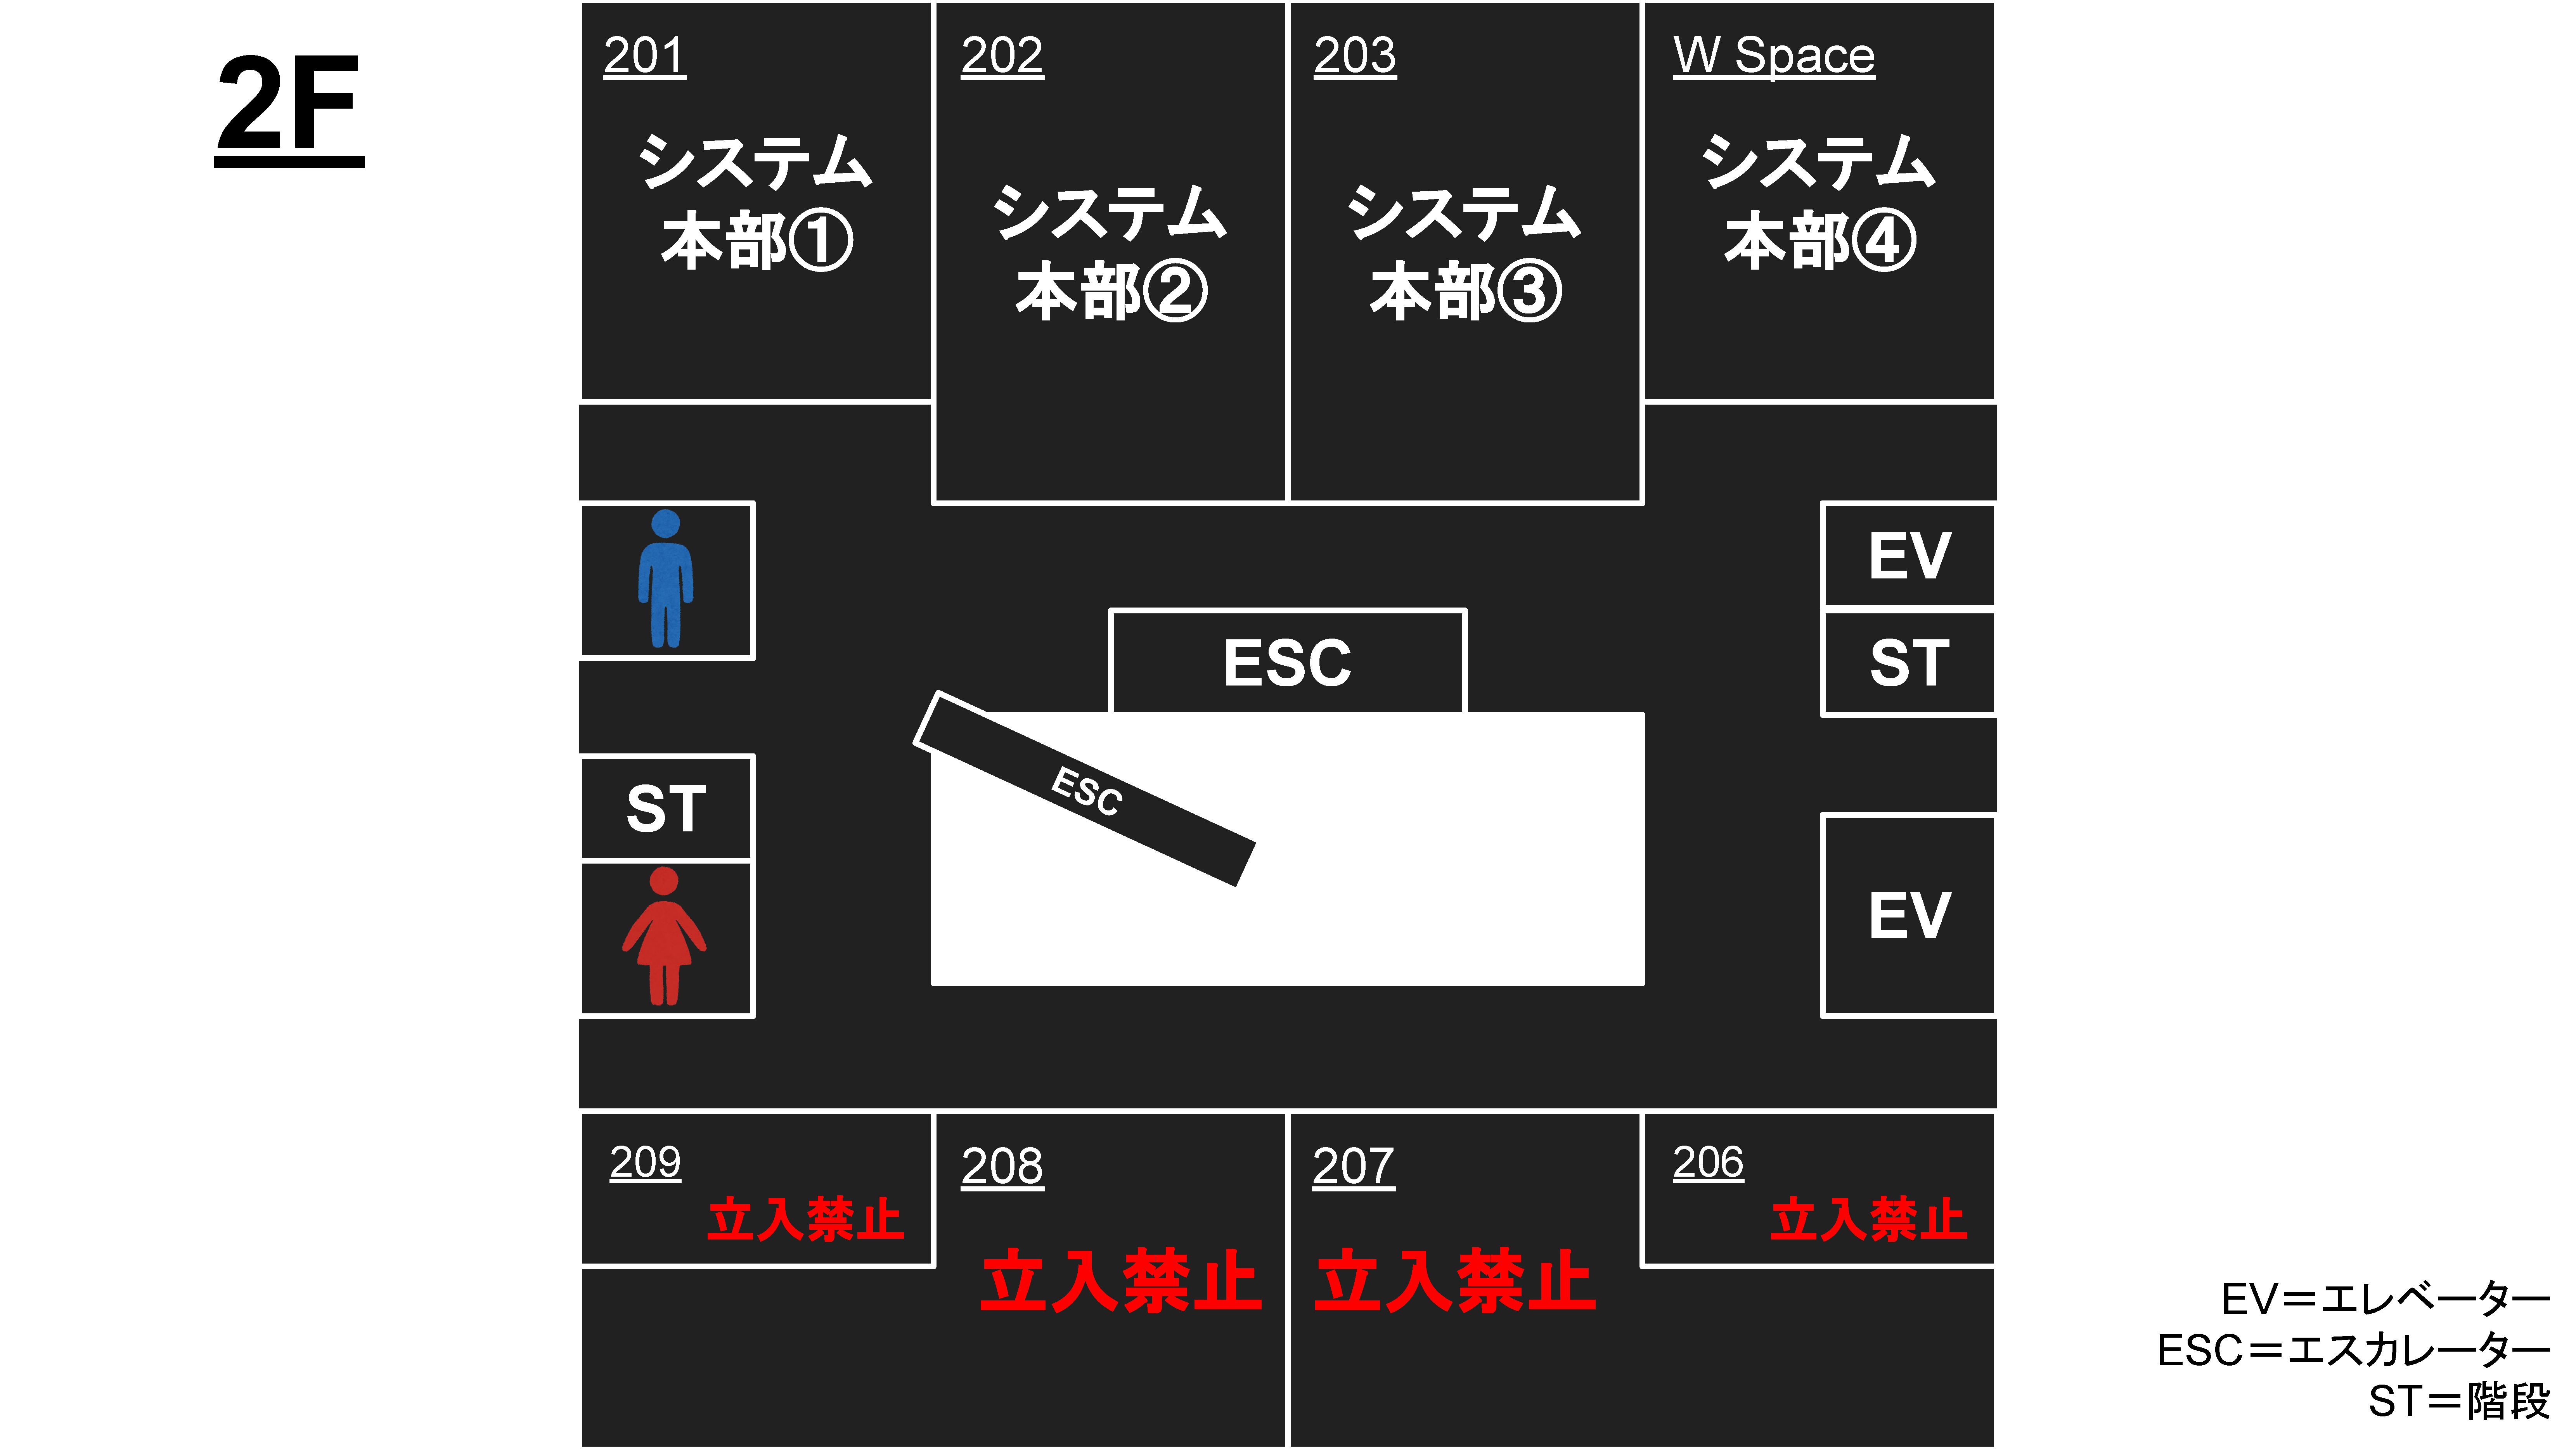 2F
201
システム
本部①
202
システム
本部②
203
システム
本部③
W Space
システム
本部④
EV
ST
ESC
ESC
ST
EV
209
立入禁止
208
立入禁止
207
立入禁止
206
立入禁止
EV＝エレベーター
ESC＝エスカレーター
ST＝階段